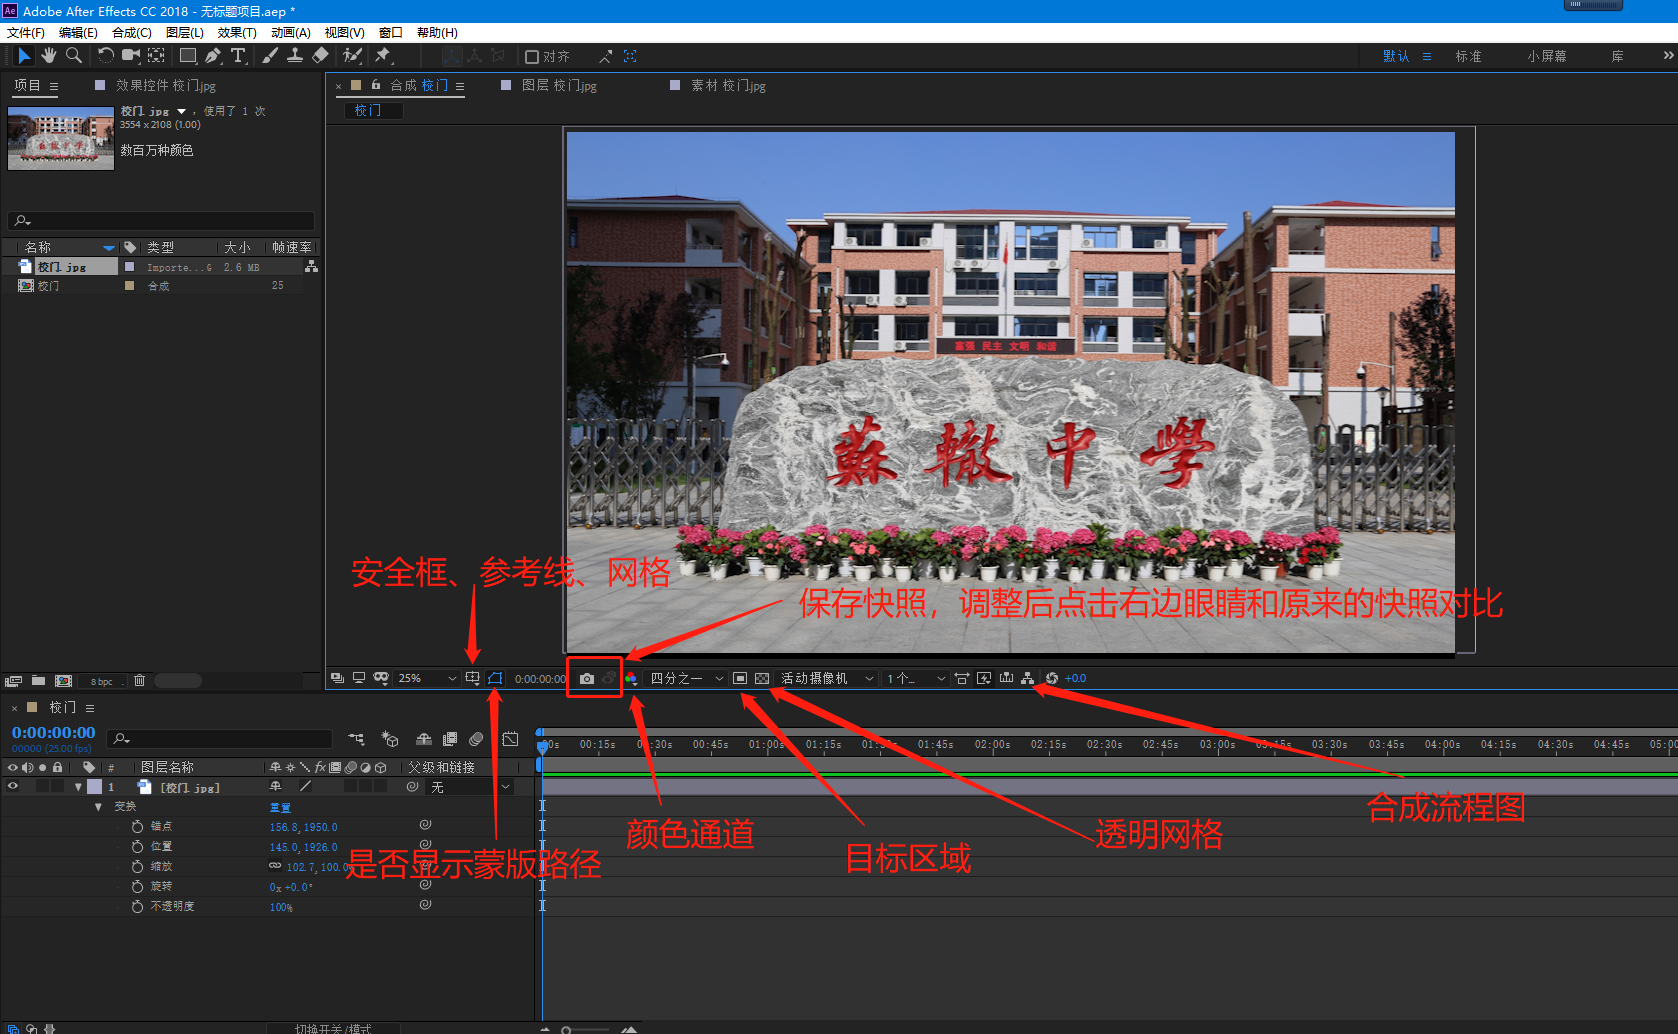 Ae Adobe After Effects CC 2018 - 无标题项目.aep *
文件(F) 编辑(E) 合成(C) 图层(L) 效果(T) 动画(A) 视图(V) 窗口 帮助(H)
对齐 默认 标准 小屏幕 库
项目 效果控件 校门.jpg
合成 校门 图层 校门.jpg 素材 校门.jpg
校门
校门.jpg ，使用了 1 次
3554 x 2108 (1.00)
数百万种颜色
名称 类型 大小 帧速率
校门.jpg Importe...G 2.6 MB
校门 合成 25
富强 民主 文明 和谐
蘇轍中學
安全框、参考线、网格
保存快照，调整后点击右边眼睛和原来的快照对比
8 bpc
25% 0:00:00:00 四分之一 活动摄像机 1个... +0.0
校门
0:00:00:00
00000 (25.00 fps)
:00s 00:15s 00:30s 00:45s 01:00s 01:15s 01:30s 01:45s 02:00s 02:15s 02:30s 02:45s 03:00s 03:15s 03:30s 03:45s 04:00s 04:15s 04:30s 04:45s 05:00
# 图层名称 fx 父级和链接
1 [校门.jpg] 无
变换 重置
锚点 156.8,1950.0
位置 145.0,1926.0
缩放 102.7,100.0
旋转 0x+0.0°
不透明度 100%
是否显示蒙版路径
颜色通道
目标区域
透明网格
合成流程图
切换开关/模式